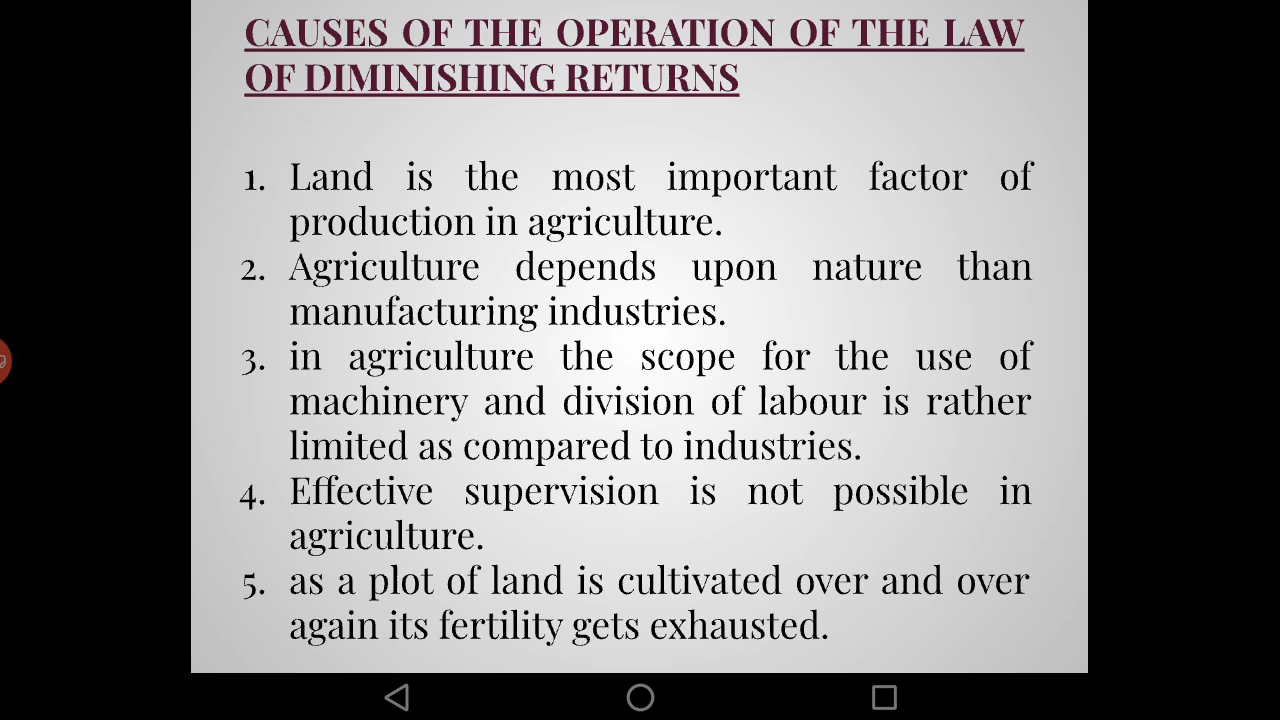 CAUSES OF THE OPERATION OF THE LAW
OF DIMINISHING RETURNS
1. Land is the most important factor of
production in agriculture.
2. Agriculture depends upon nature than
manufacturing industries.
3. in agriculture the scope for the use of
machinery and division of labour is rather
limited as compared to industries.
4. Effective supervision is not possible in
agriculture.
5. as a plot of land is cultivated over and over
again its fertility gets exhausted.